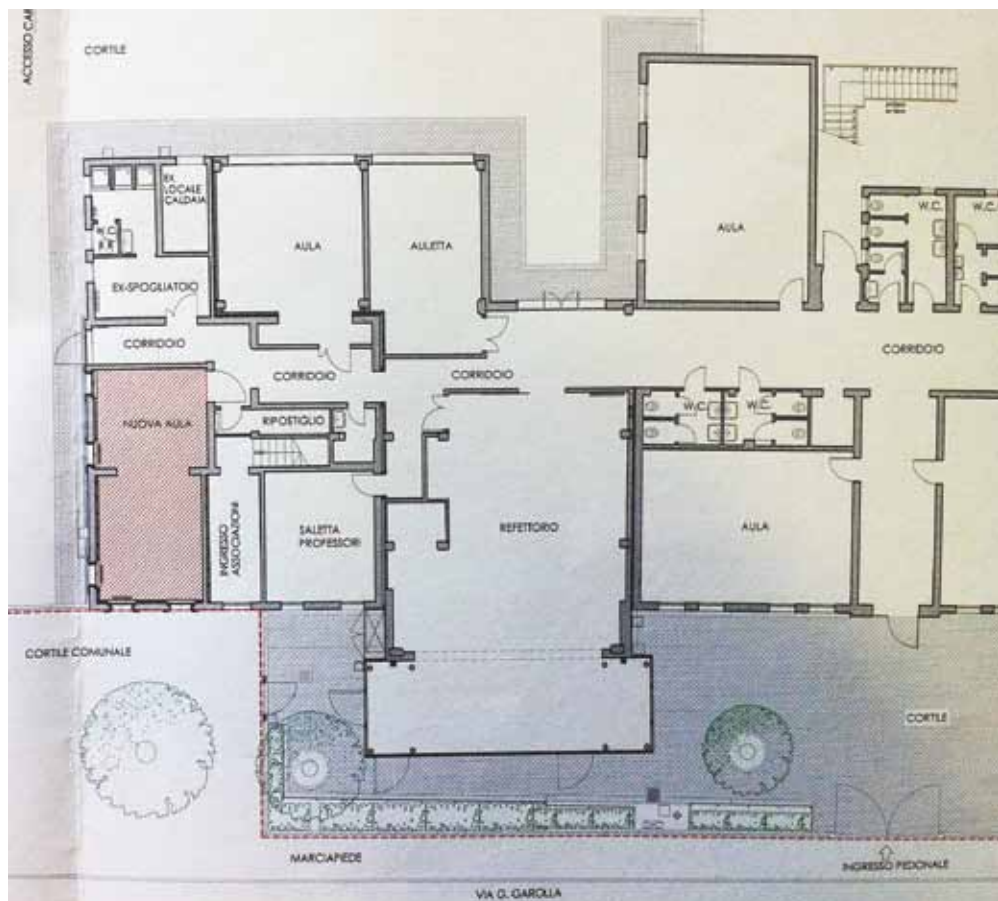 ACCESSO CAR
CORTILE
EX
LOCALE
CALDAIA
W.C.
AULA
AULETTA
AULA
W.C.
W.C.
EX-SPOGLIATOIO
CORRIDOIO
CORRIDOIO
CORRIDOIO
CORRIDOIO
NUOVA AULA
RIPOSTIGLIO
W.C.
W.C.
INGRESSO
ASSOCIAZIONI
SALETTA
PROFESSORI
REFETTORIO
AULA
CORTILE COMUNALE
CORTILE
MARCIAPIEDE
INGRESSO PEDONALE
VIA G. GAROLLA